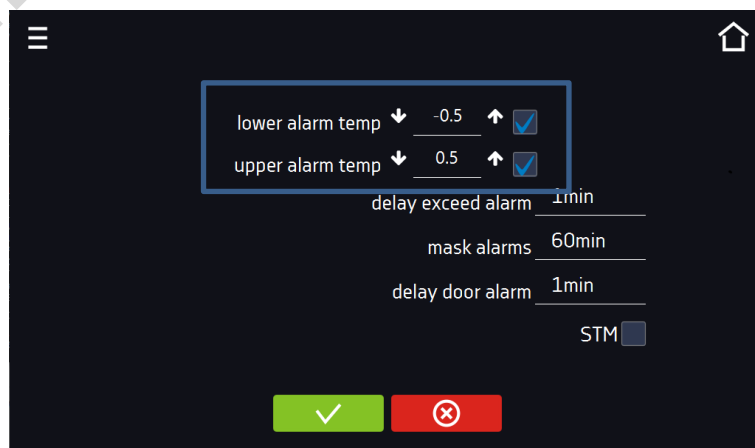 lower alarm temp -0.5
upper alarm temp 0.5
delay exceed alarm 1min
mask alarms 60min
delay door alarm 1min
STM